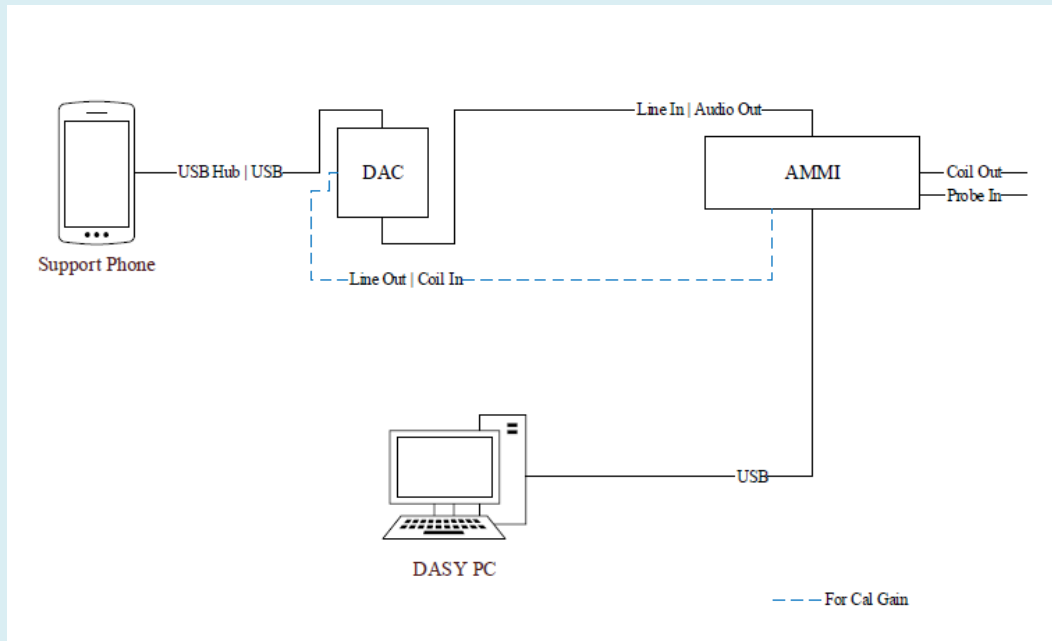 Line In | Audio Out
USB Hub | USB
DAC
AMMI
Coil Out
Probe In
Support Phone
Line Out | Coil In
USB
DASY PC
For Cal Gain